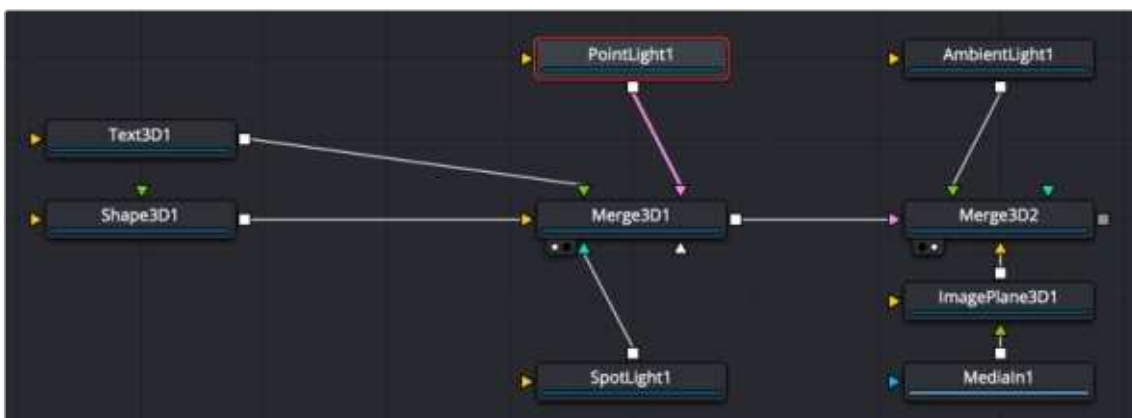 PointLight1
AmbientLight1
Text3D1
Shape3D1
Merge3D1
Merge3D2
ImagePlane3D1
SpotLight1
MediaIn1